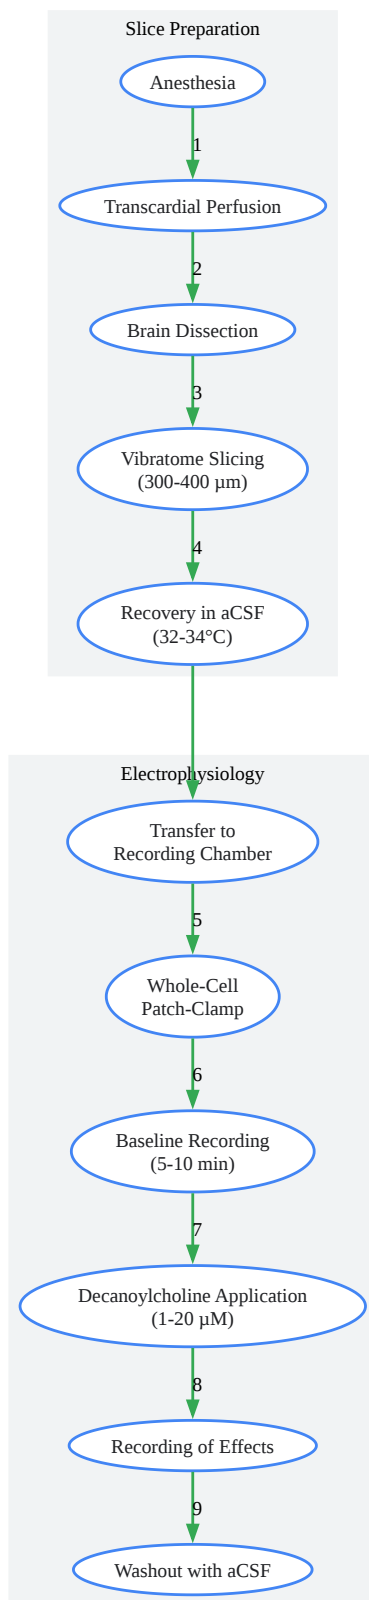 Slice Preparation
Anesthesia
1
Transcardial Perfusion
2
Brain Dissection
3
Vibratome Slicing
(300-400 µm)
4
Recovery in aCSF
(32-34°C)
Electrophysiology
Transfer to
Recording Chamber
5
Whole-Cell
Patch-Clamp
6
Baseline Recording
(5-10 min)
7
Decanoylcholine Application
(1-20 µM)
8
Recording of Effects
9
Washout with aCSF